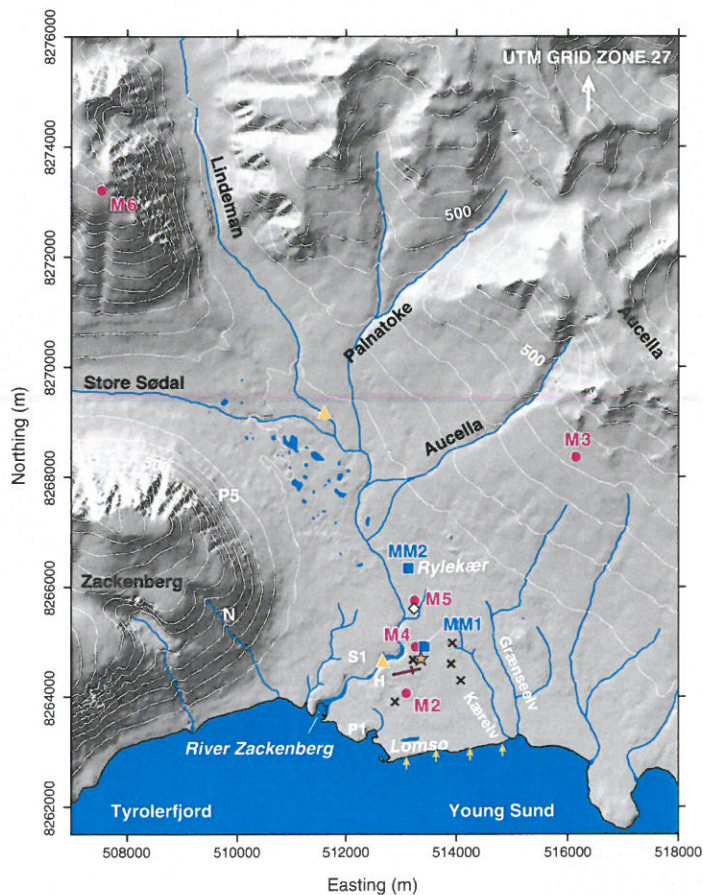 8276000
UTM GRID ZONE 27
8274000
Lindeman
M6
500
8272000
Palnatoke
Aucella
8270000
500
Store Sødal
Northing (m)
Aucella
M3
8268000
500
P5
MM2
Rylekær
8266000
Zackenberg
M5
N
M4
MM1
S1
Grænseelv
H
8264000
M2
Kærelv
P1
River Zackenberg
Lomsø
8262000
Tyrolerfjord
Young Sund
508000
510000
512000
514000
516000
518000
Easting (m)